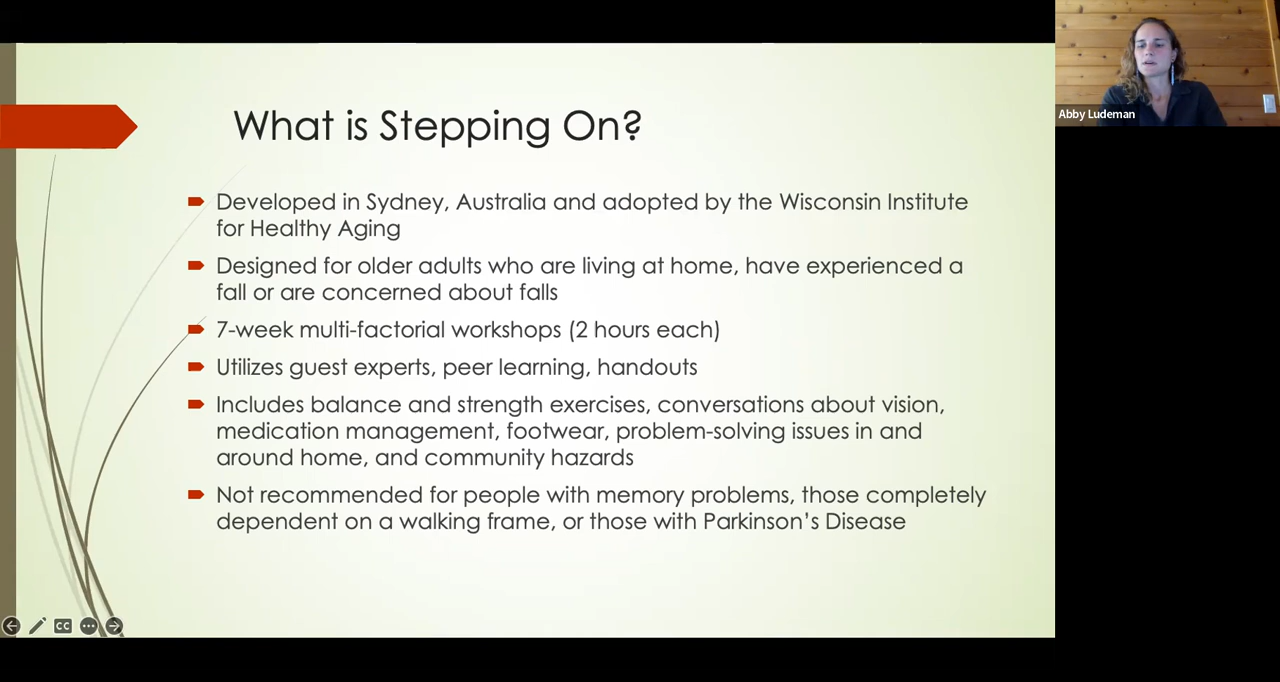 What is Stepping On?
Developed in Sydney, Australia and adopted by the Wisconsin Institute
for Healthy Aging
Designed for older adults who are living at home, have experienced a
fall or are concerned about falls
7-week multi-factorial workshops (2 hours each)
Utilizes guest experts, peer learning, handouts
Includes balance and strength exercises, conversations about vision,
medication management, footwear, problem-solving issues in and
around home, and community hazards
Not recommended for people with memory problems, those completely
dependent on a walking frame, or those with Parkinson's Disease
CC
Abby Ludeman